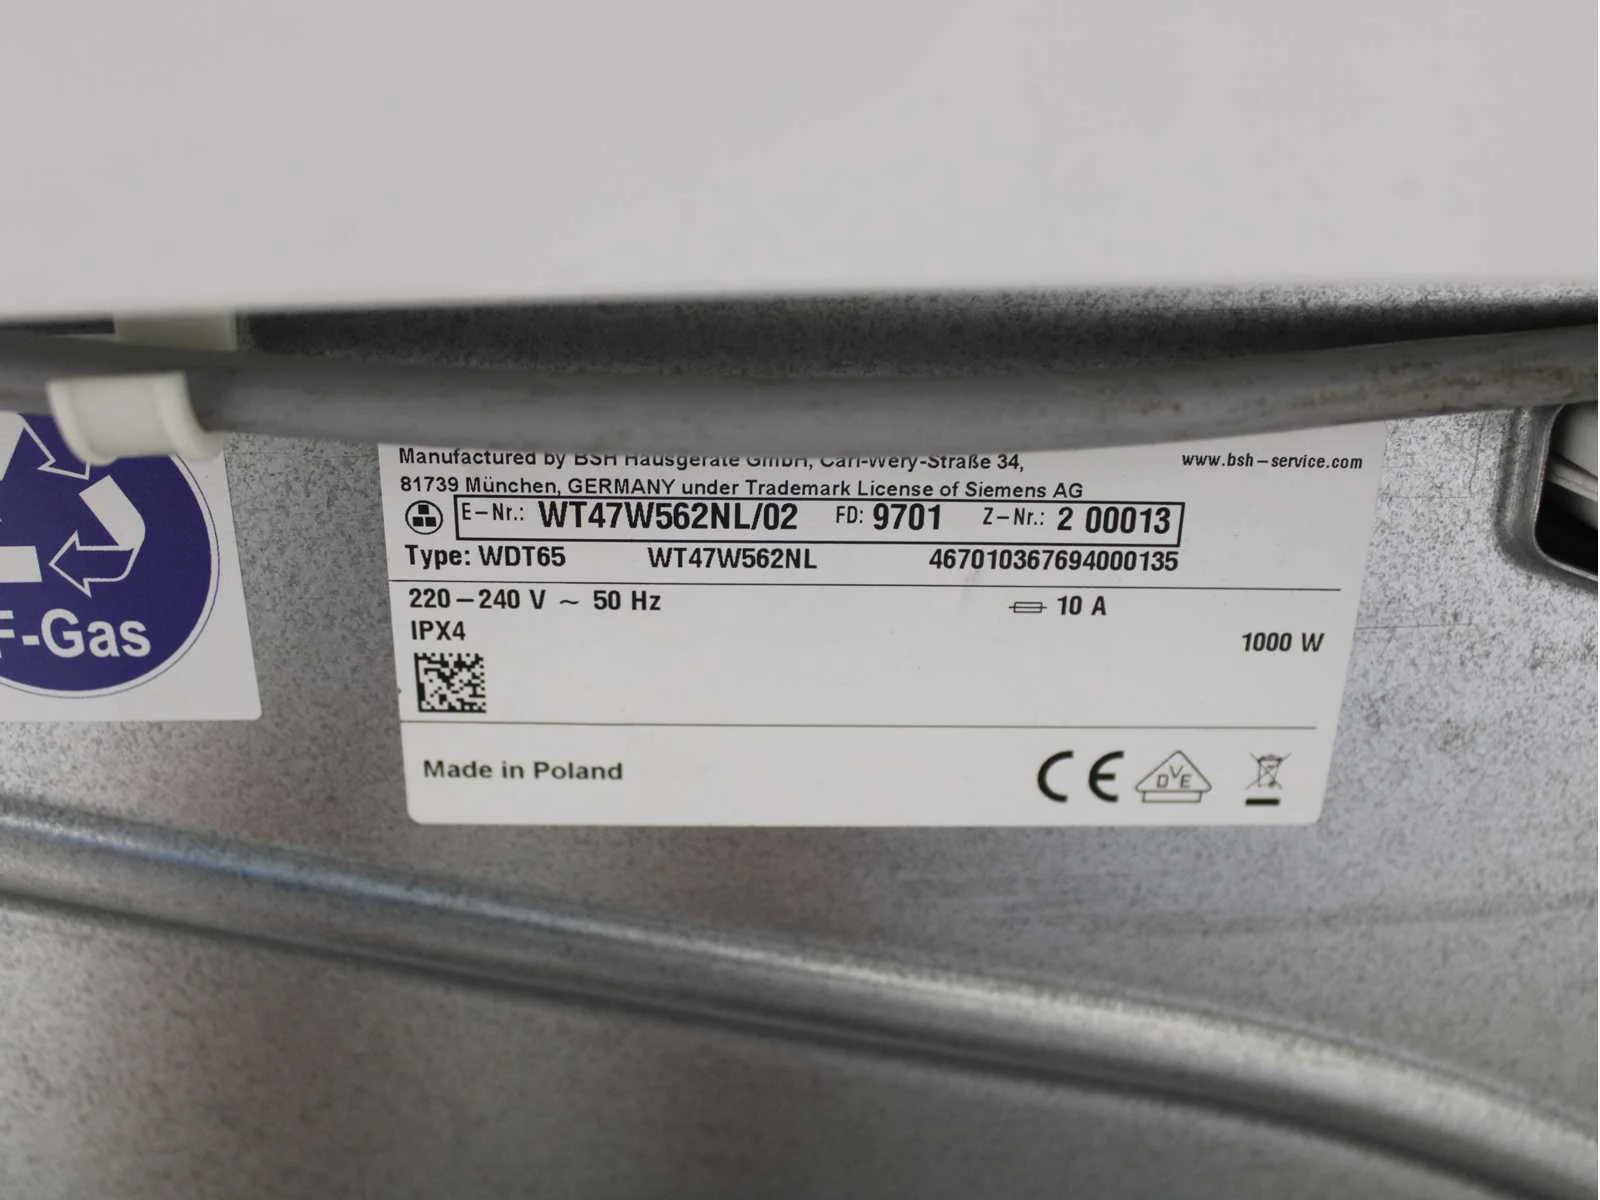 Manufactured by BSH Hausgeräte GmbH, Carl-Wery-Straße 34,
www.bsh-service.com
81739 München, GERMANY under Trademark License of Siemens AG
E-Nr.: WT47W562NL/02 FD: 9701 Z-Nr.: 2 00013
Type: WDT65 WT47W562NL 467010367694000135
220-240 V ~ 50 Hz 10 A
IPX4
1000 W
Made in Poland
CE DVE
F-Gas